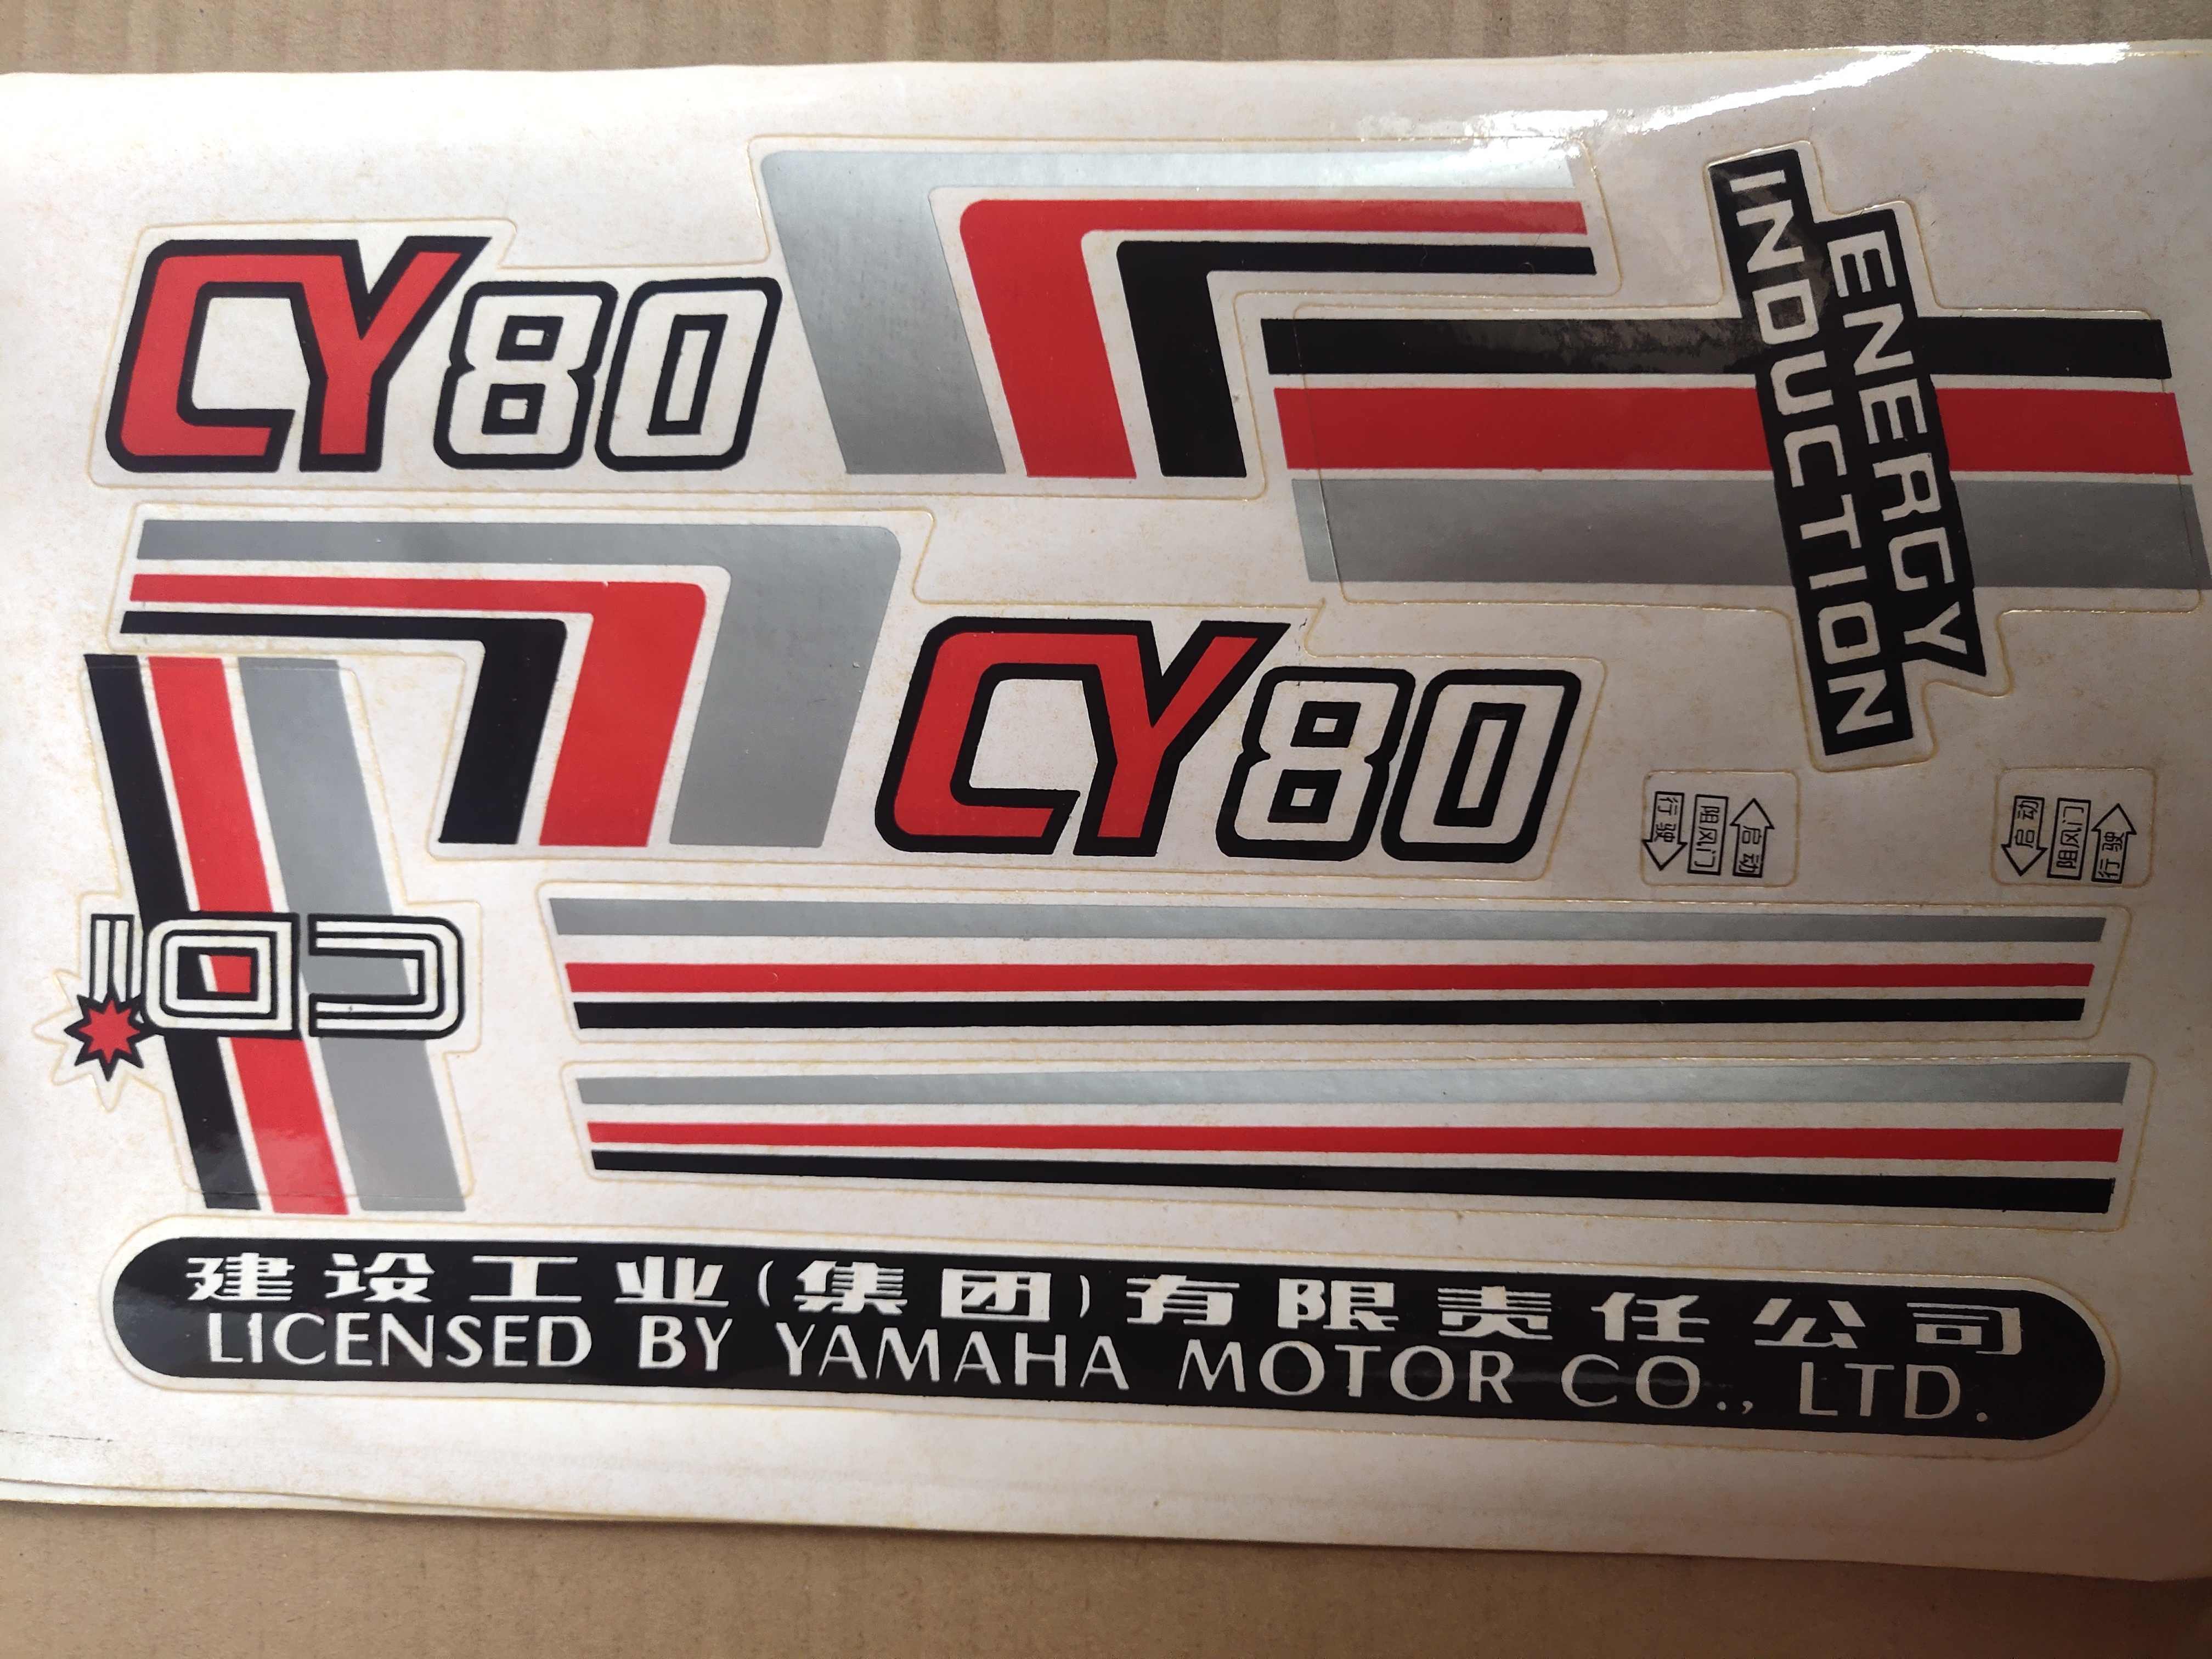 CY80
ENERGY
INDUCTION
CY80
启动
阻风门
行驶
行驶
阻风门
启动
CDI
建设工业(集团)有限责任公司
LICENSED BY YAMAHA MOTOR CO., LTD.